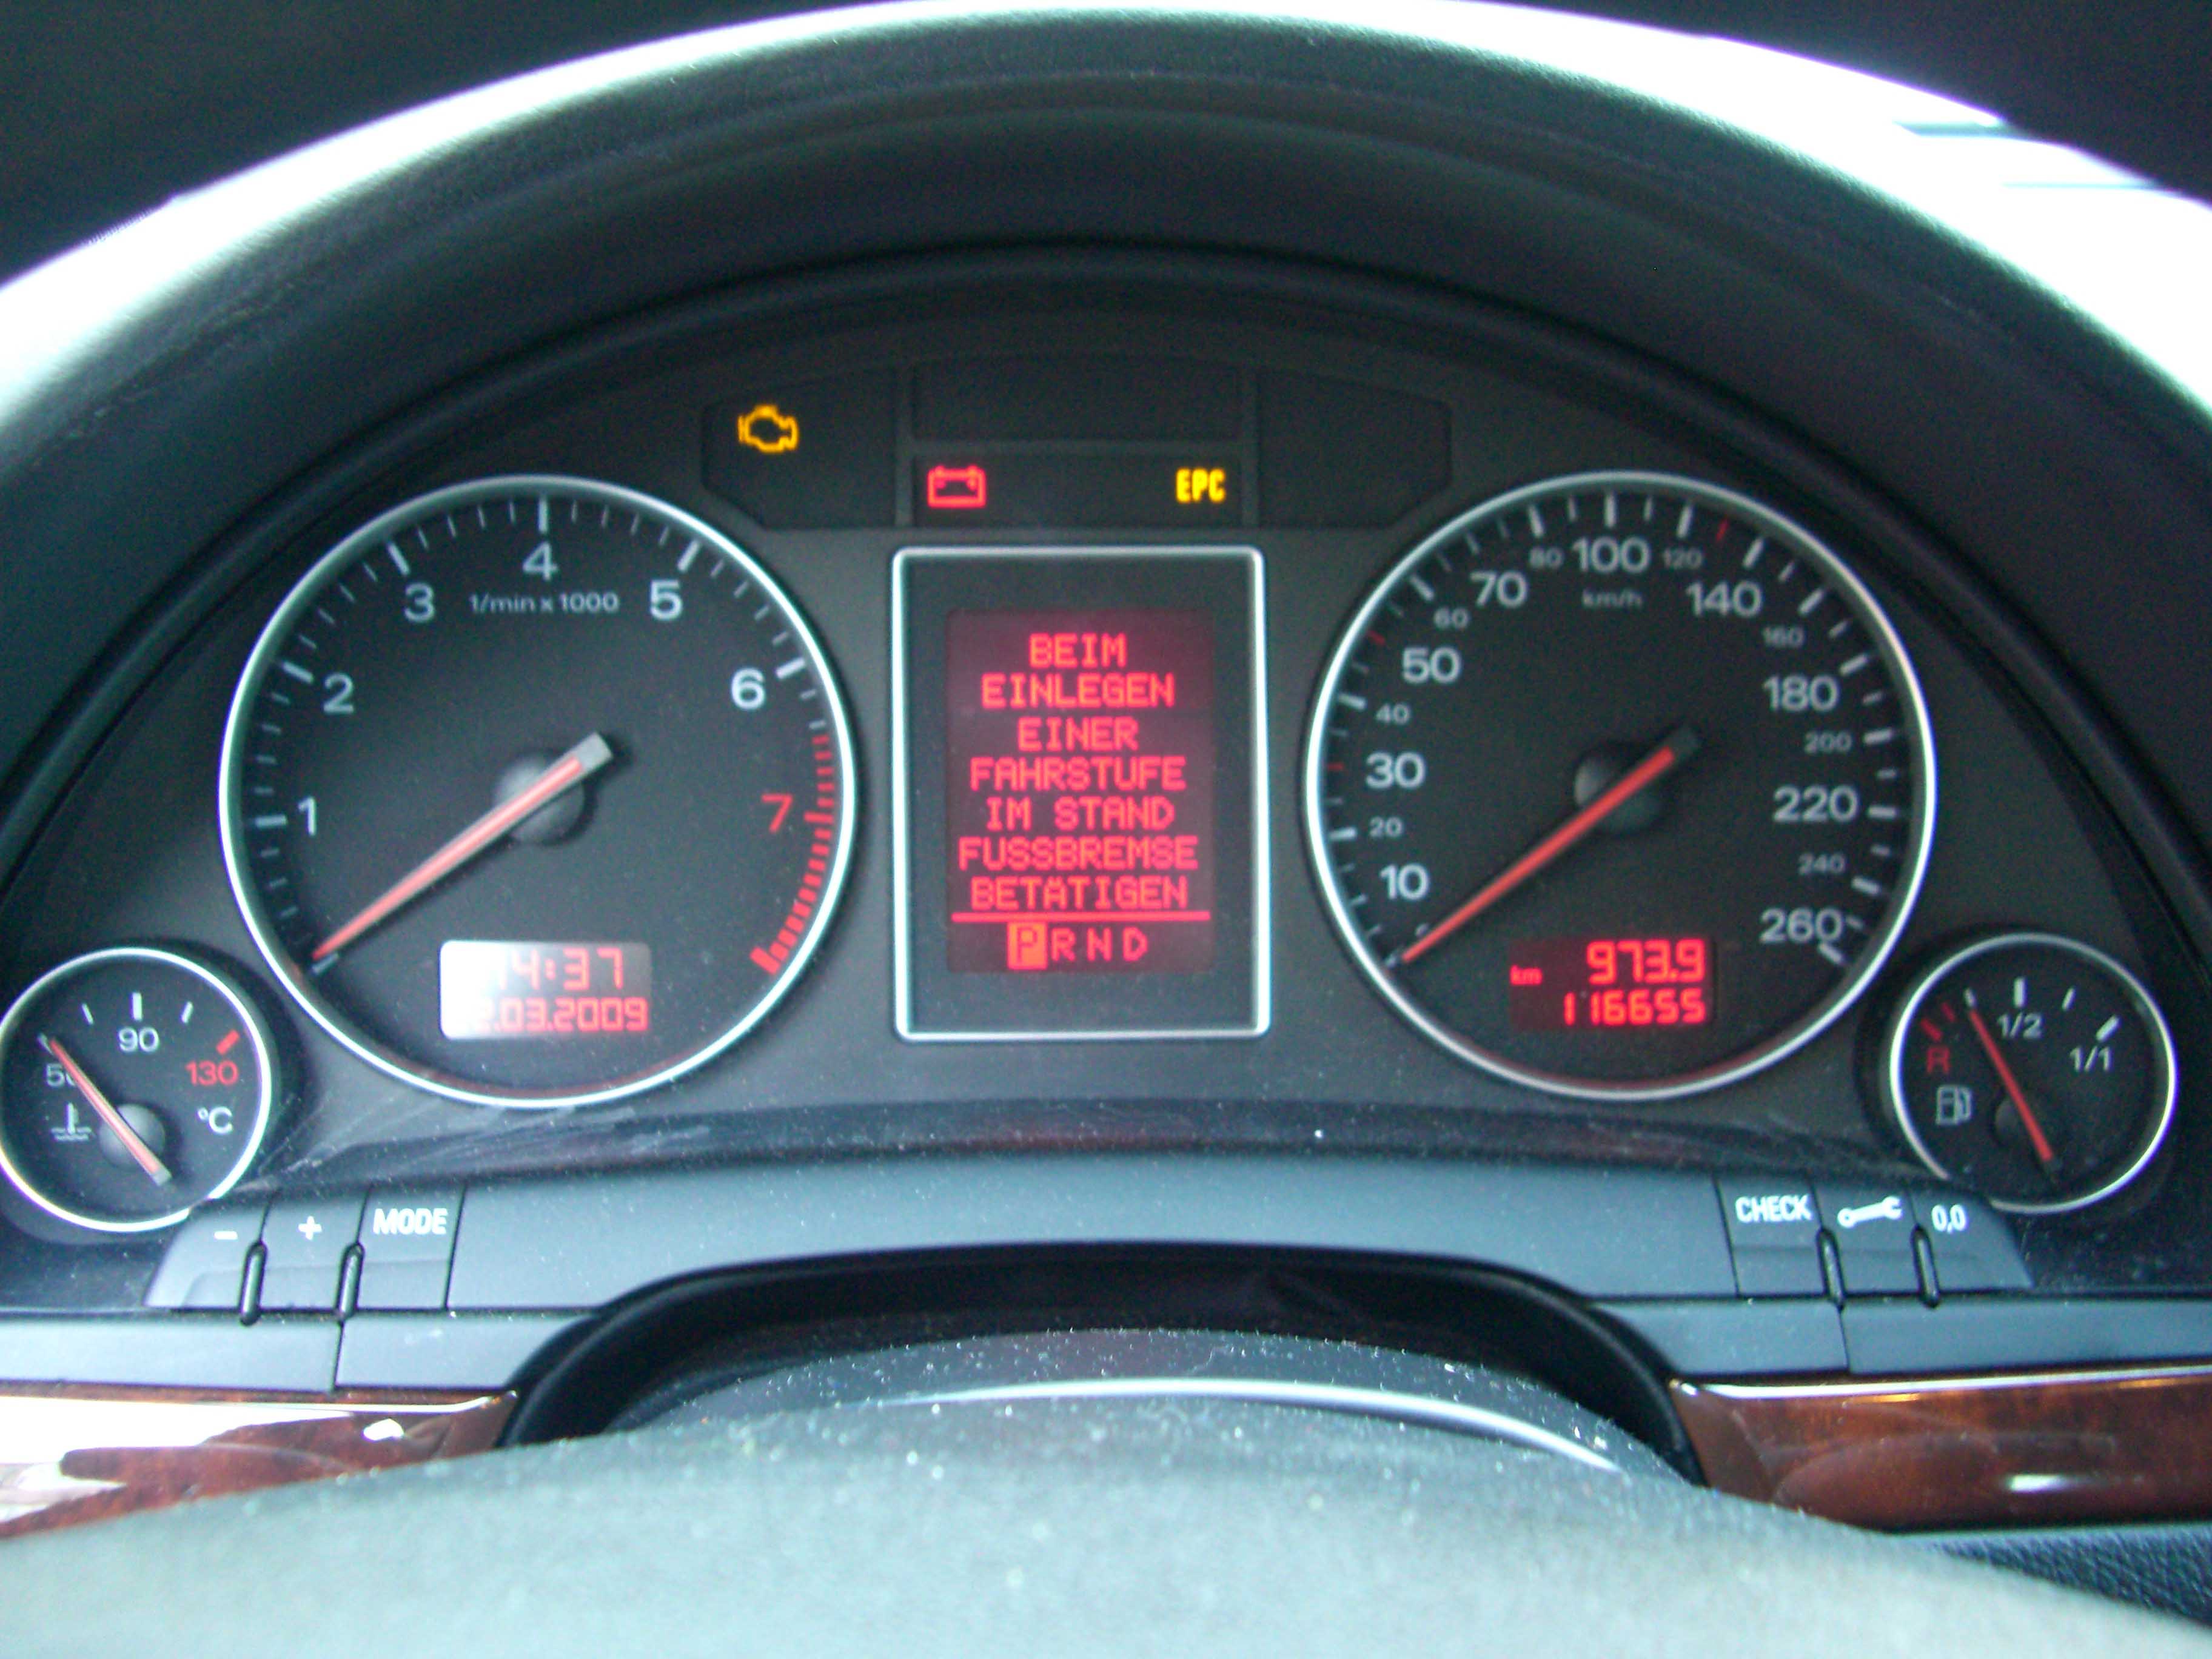 EPC
1
2
3
4
5
6
7
1/min x 1000
14:37
.03.2009
BEIM
EINLEGEN
EINER
FAHRSTUFE
IM STAND
FUSSBREMSE
BETÄTIGEN
P R N D
10
20
30
40
50
60
70
80
100
120
140
160
180
200
220
240
260
km/h
km 973.9
116655
50
90
130
°C
R
1/2
1/1
- + MODE
CHECK 0,0